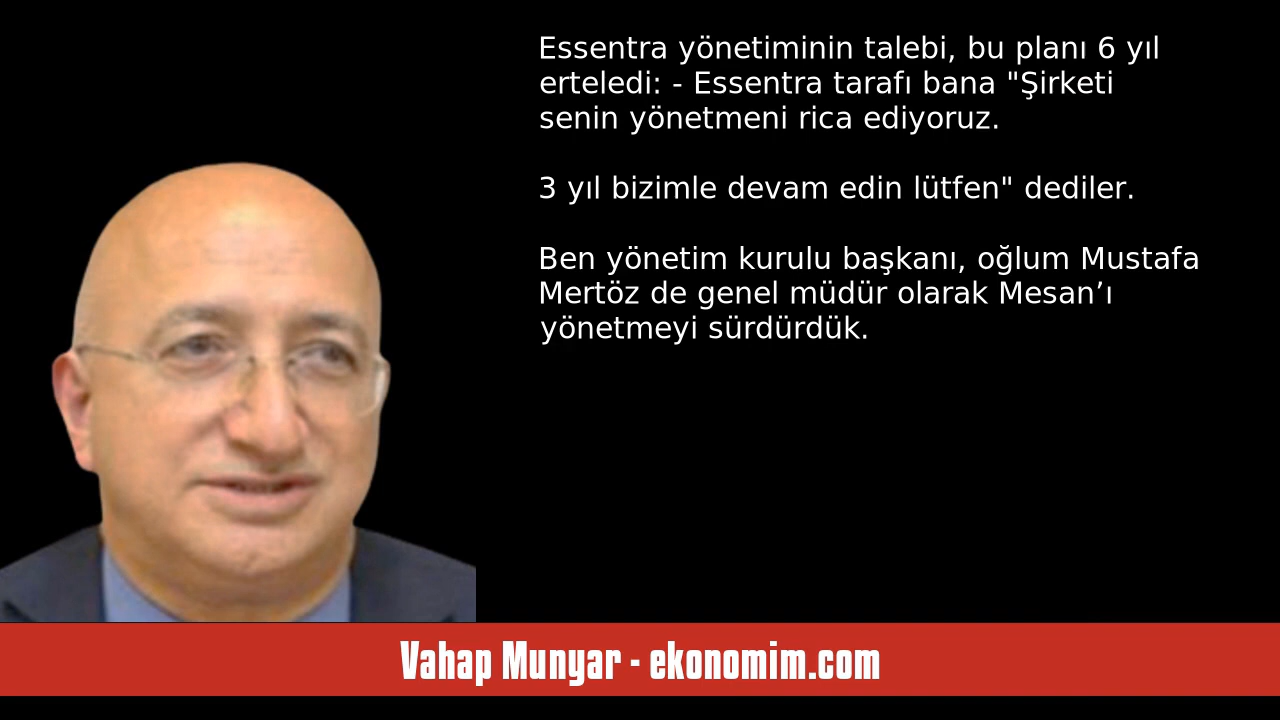 Essentra yönetiminin talebi, bu planı 6 yıl
erteledi: - Essentra tarafı bana "Şirketi
senin yönetmeni rica ediyoruz.
3 yıl bizimle devam edin lütfen" dediler.
Ben yönetim kurulu başkanı, oğlum Mustafa
Mertöz de genel müdür olarak Mesan’ı
yönetmeyi sürdürdük.
Vahap Munyar - ekonomim.com